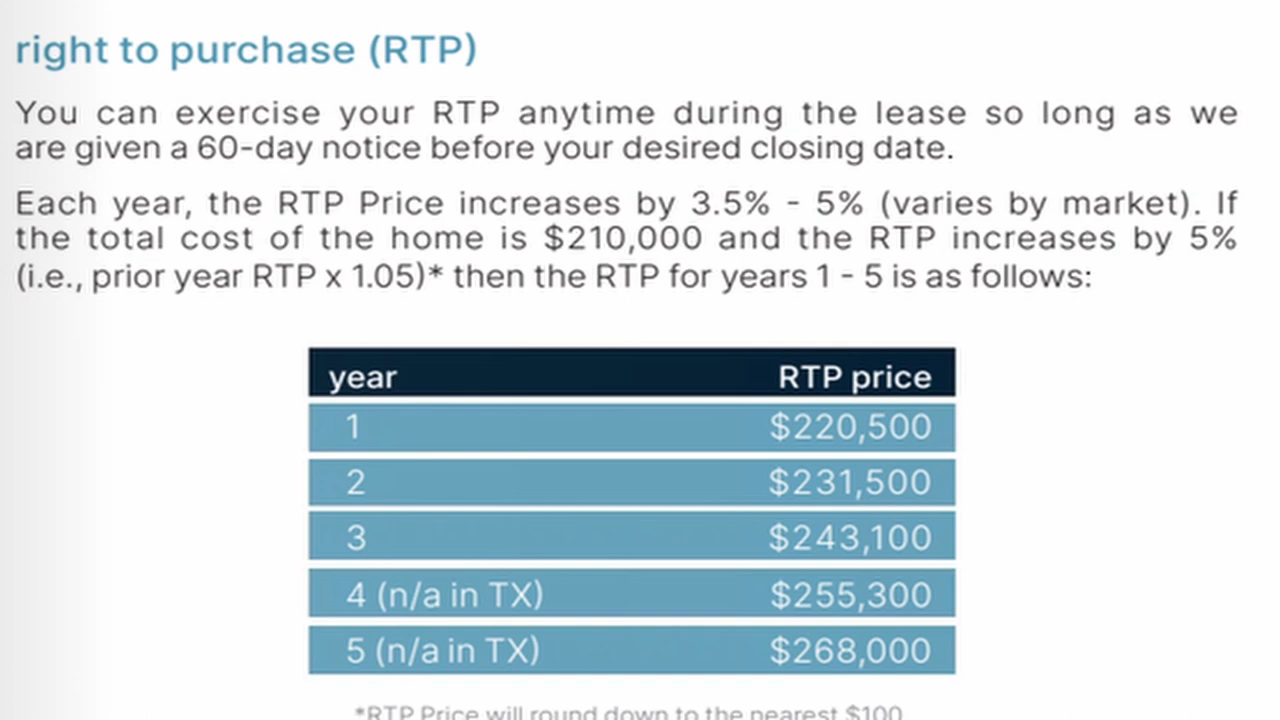 right to purchase (RTP)
You can exercise your RTP anytime during the lease so long as we
are given a 60-day notice before your desired closing date.
Each year, the RTP Price increases by 3.5% - 5% (varies by market). If
the total cost of the home is $210,000 and the RTP increases by 5%
(i.e., prior year RTP x 1.05)* then the RTP for years 1 - 5 is as follows:
year RTP price
1 $220,500
2 $231,500
3 $243,100
4 (n/a in TX) $255,300
5 (n/a in TX) $268,000
*RTP Price will round down to the nearest $100